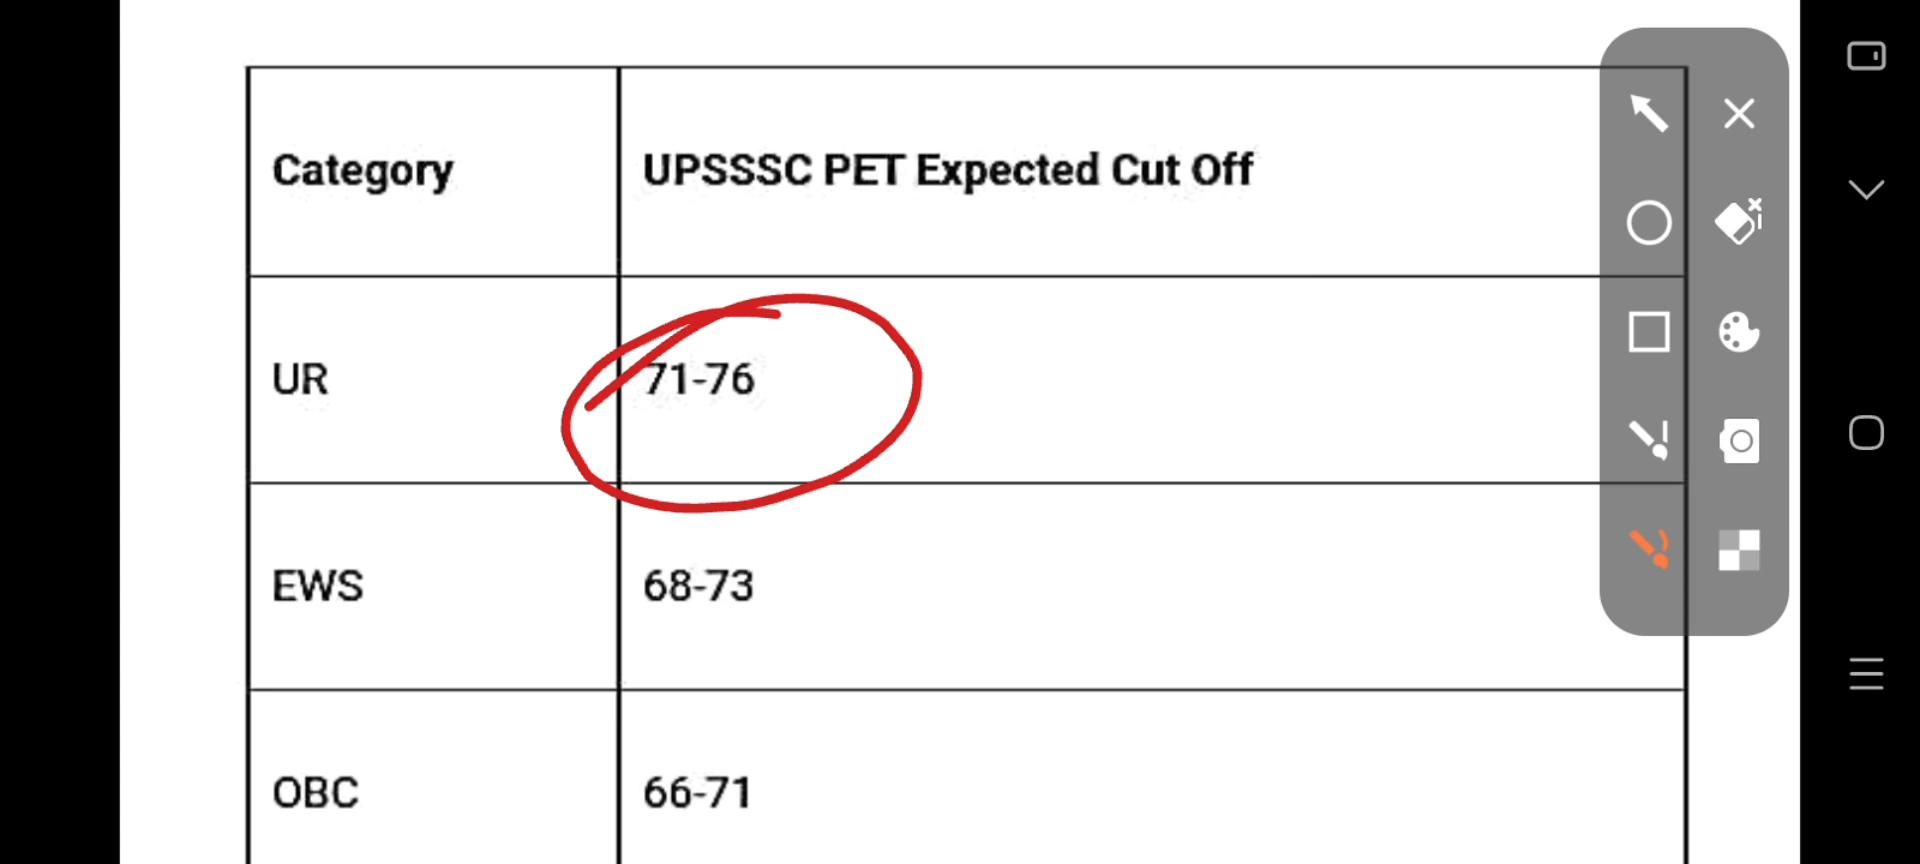 Category UPSSSC PET Expected Cut Off
UR 71-76
EWS 68-73
OBC 66-71